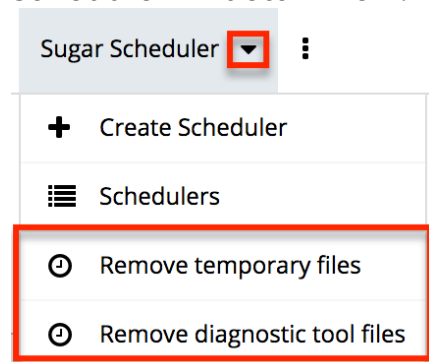 Sugar Scheduler
Create Scheduler
Schedulers
Remove temporary files
Remove diagnostic tool files